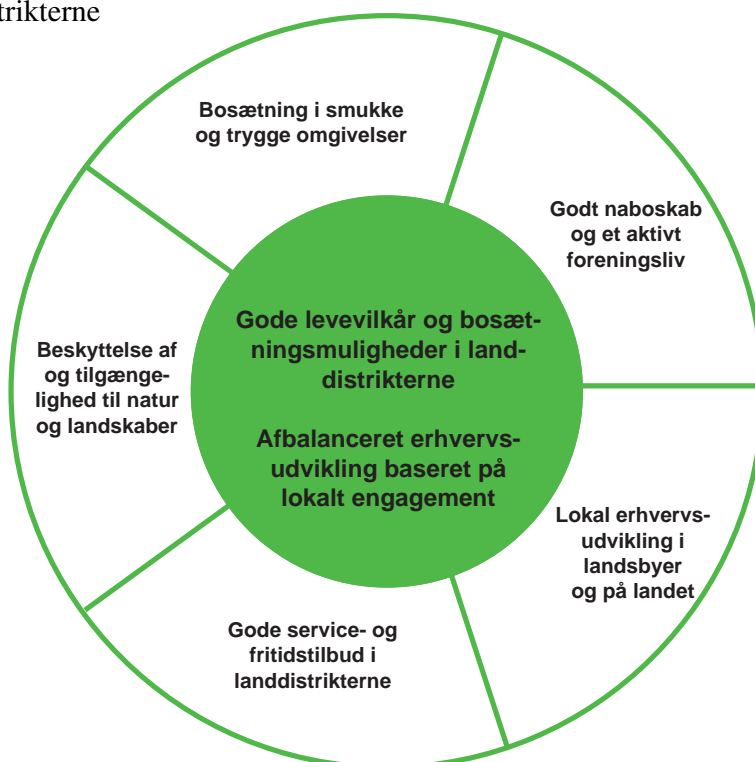 trikterne
Bosætning i smukke
og trygge omgivelser
Godt naboskab
og et aktivt
foreningsliv
Gode levevilkår og bosæt-
ningsmuligheder i land-
distrikterne
Afbalanceret erhvervs-
udvikling baseret på
lokalt engagement
Beskyttelse af
og tilgænge-
lighed til natur
og landskaber
Lokal erhvervs-
udvikling i
landsbyer
og på landet
Gode service- og
fritidstilbud i
landdistrikterne